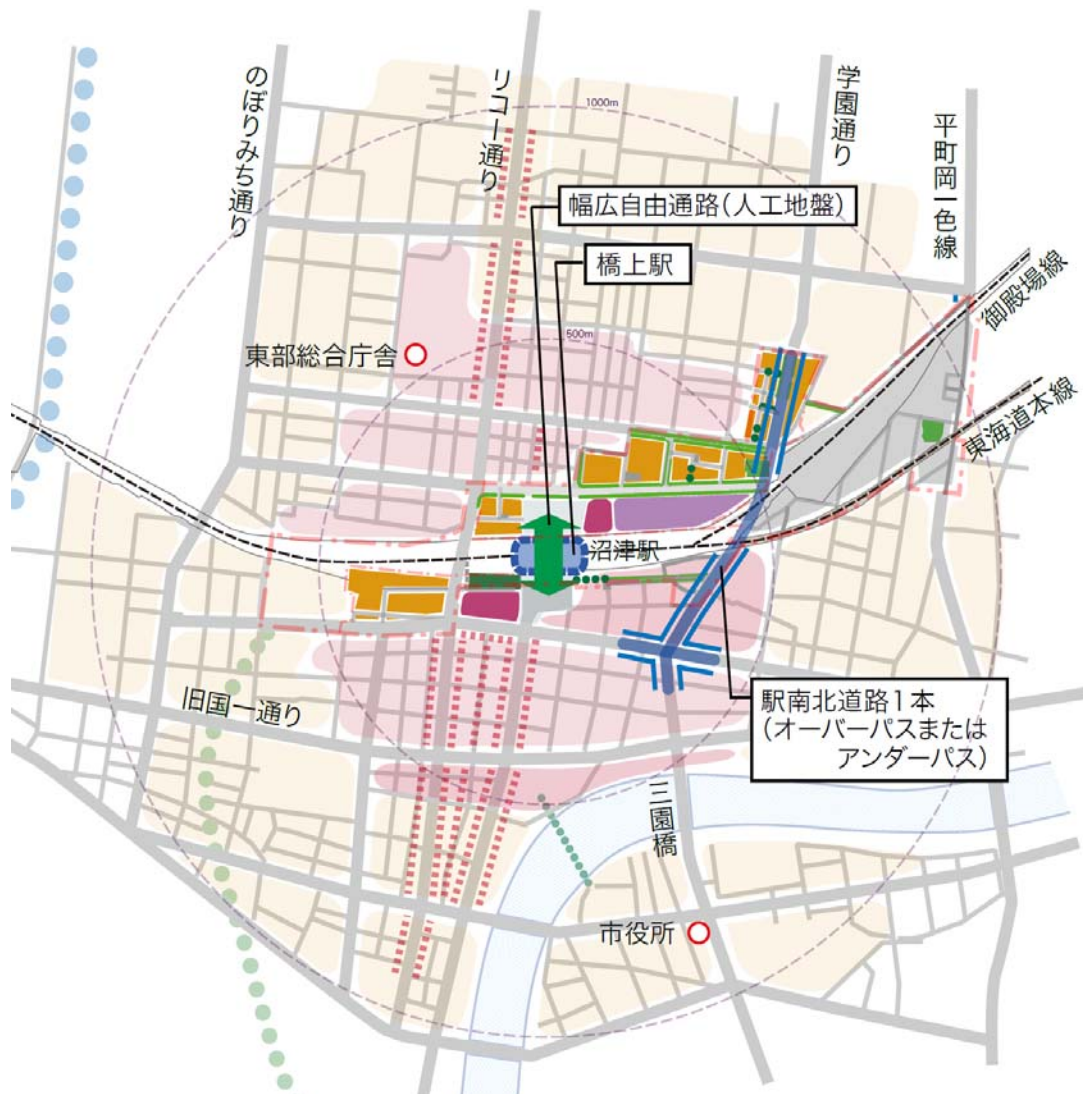 のぼりみち通り
リコー通り
学園通り
平町岡一色線
1000m
幅広自由通路(人工地盤)
橋上駅
御殿場線
500m
東部総合庁舎
東海道本線
沼津駅
旧国一通り
駅南北道路1本
(オーバーパスまたは
アンダーパス)
三園橋
市役所